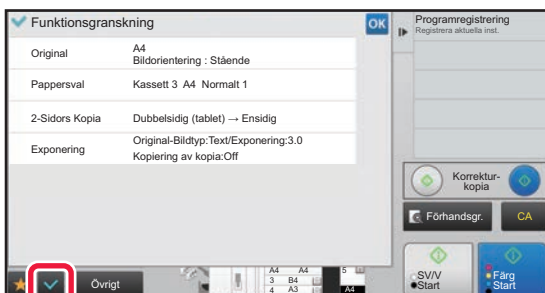 Funktionsgranskning
OK
Original
A4
Bildorientering : Stående
Pappersval
Kassett 3 A4 Normalt 1
2-Sidors Kopia
Dubbelsidig (tablet) → Ensidig
Exponering
Original-Bildtyp:Text/Exponering:3.0
Kopiering av kopia:Off
Övrigt
A4 A4
3 B4
4 A3
5
A4
Programregistrering
Registrera aktuella inst.
Korrektur-
kopia
Förhandsgr.
CA
SV/V
Start
Färg
Start